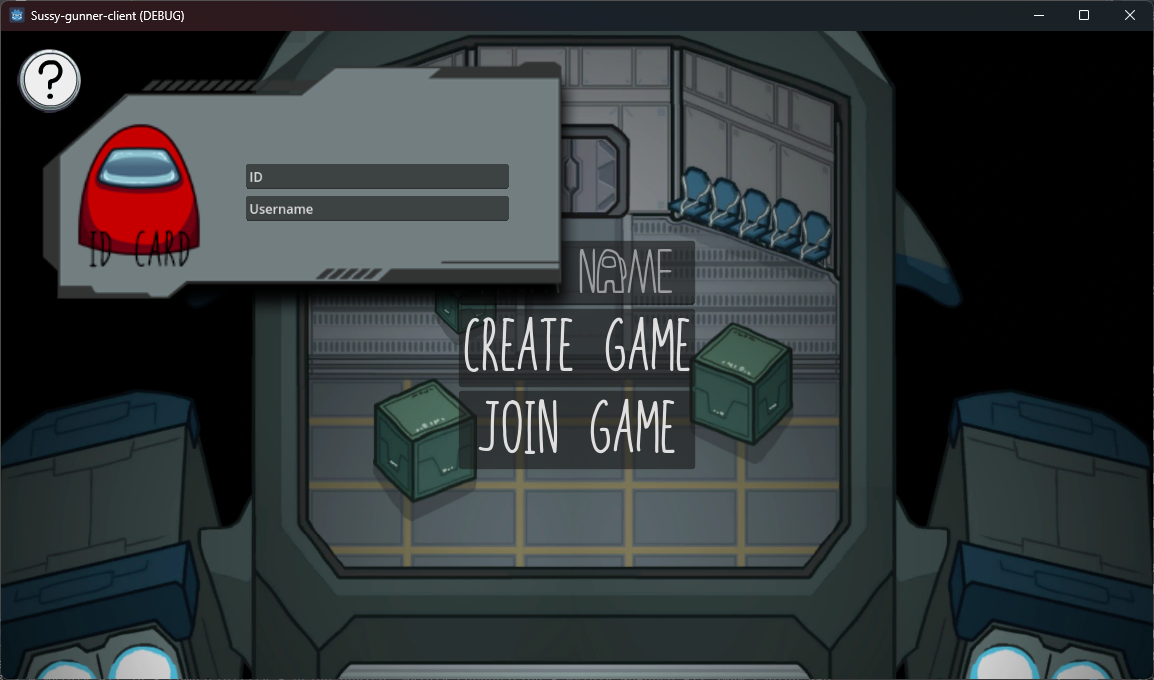 Sussy-gunner-client (DEBUG)
?
ID
Username
ID CARD
NAME
CREATE GAME
JOIN GAME